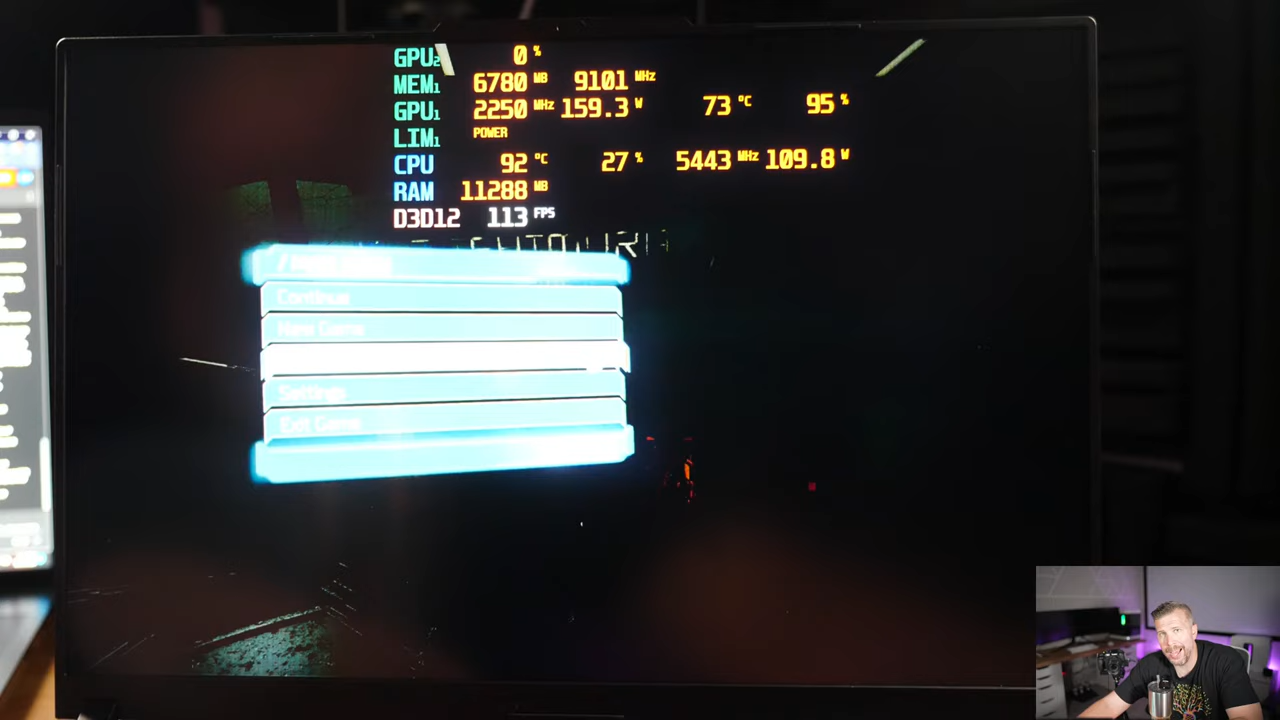 GPU2 0 %
MEM1 6780 MB 9101 MHz
GPU1 2250 MHz 159.3 W 73 °C 95 %
LIM1 POWER
CPU 92 °C 27 % 5443 MHz 109.8 W
RAM 11288 MB
D3D12 113 FPS
Continue
New Game
Settings
Exit Game